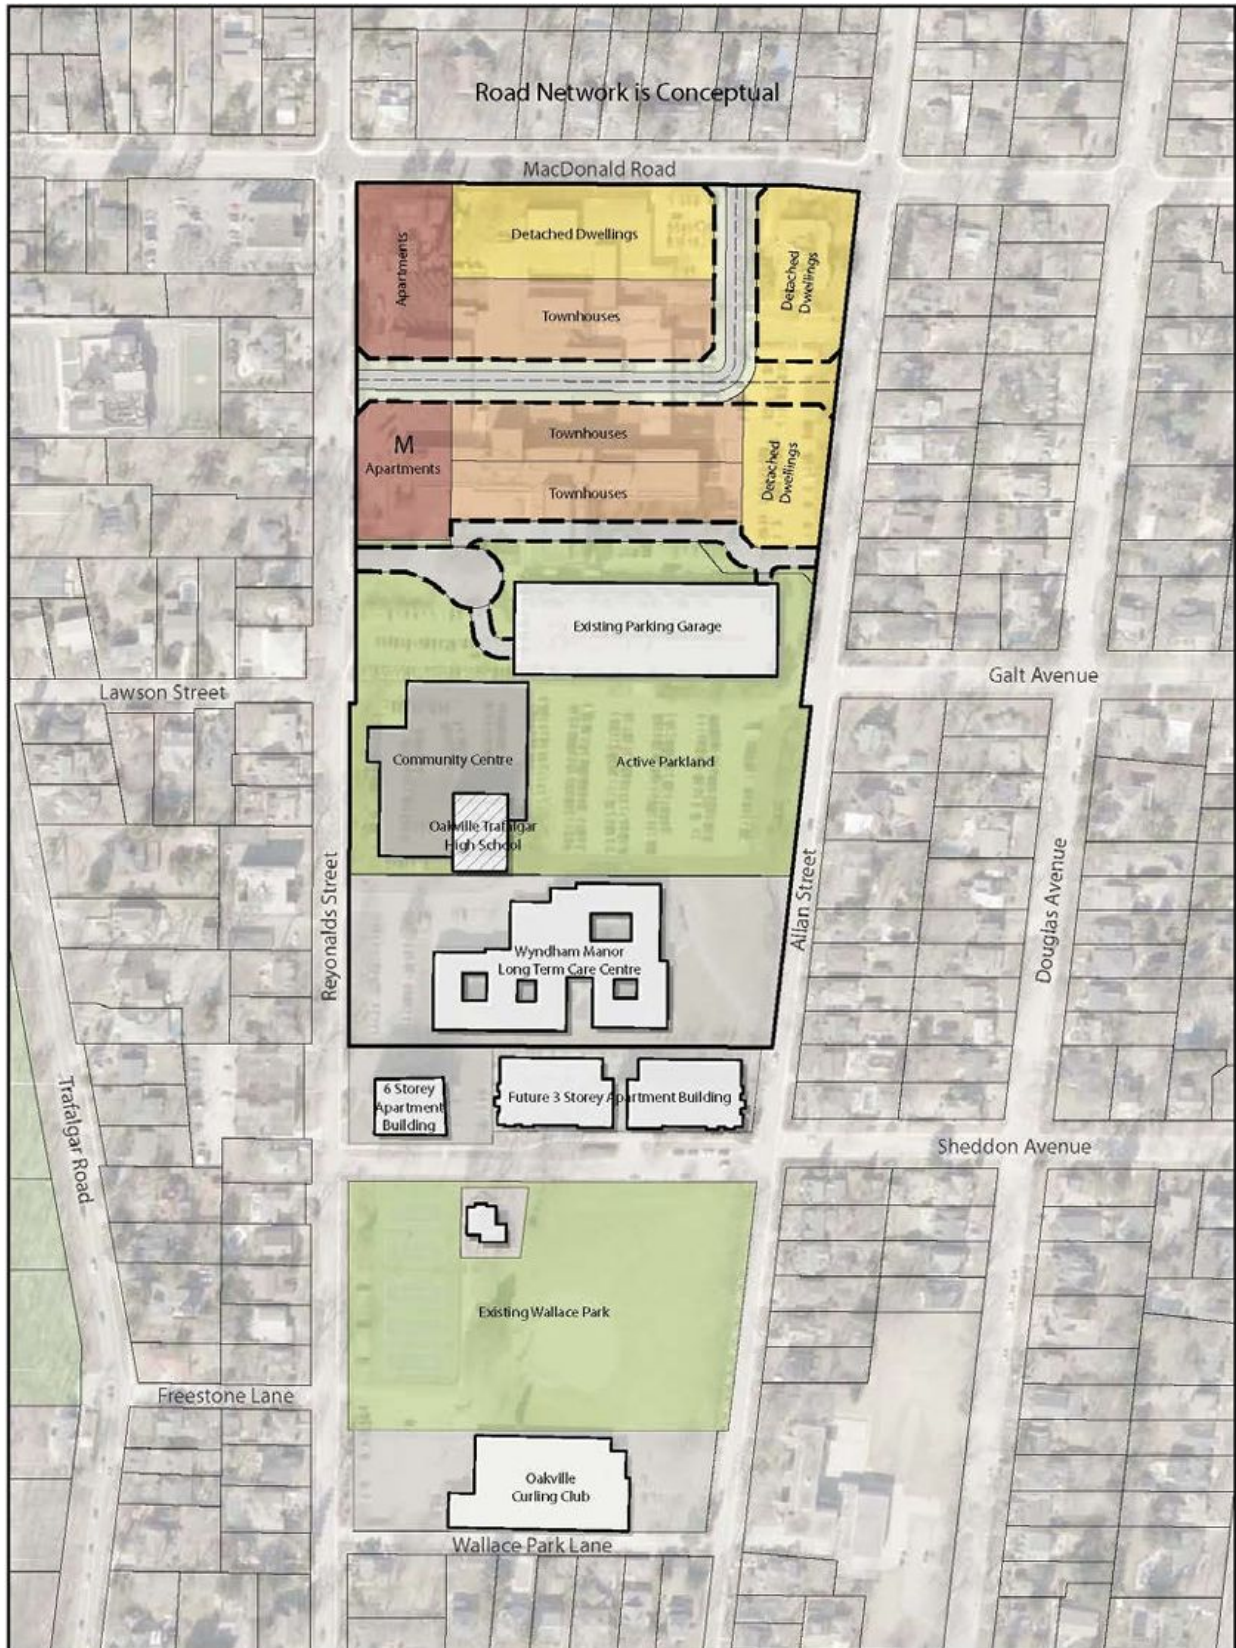 Road Network is Conceptual
MacDonald Road
Apartments
Detached Dwellings
Detached
Dwellings
Townhouses
M
Apartments
Townhouses
Detached
Dwellings
Townhouses
Existing Parking Garage
Lawson Street
Galt Avenue
Community Centre
Active Parkland
Oakville Trafalgar
High School
Reyonalds Street
Allan Street
Douglas Avenue
Wyndham Manor
Long Term Care Centre
6 Storey
Apartment
Building
Future 3 Storey Apartment Building
Trafalgar Road
Sheddon Avenue
Existing Wallace Park
Freestone Lane
Oakville
Curling Club
Wallace Park Lane